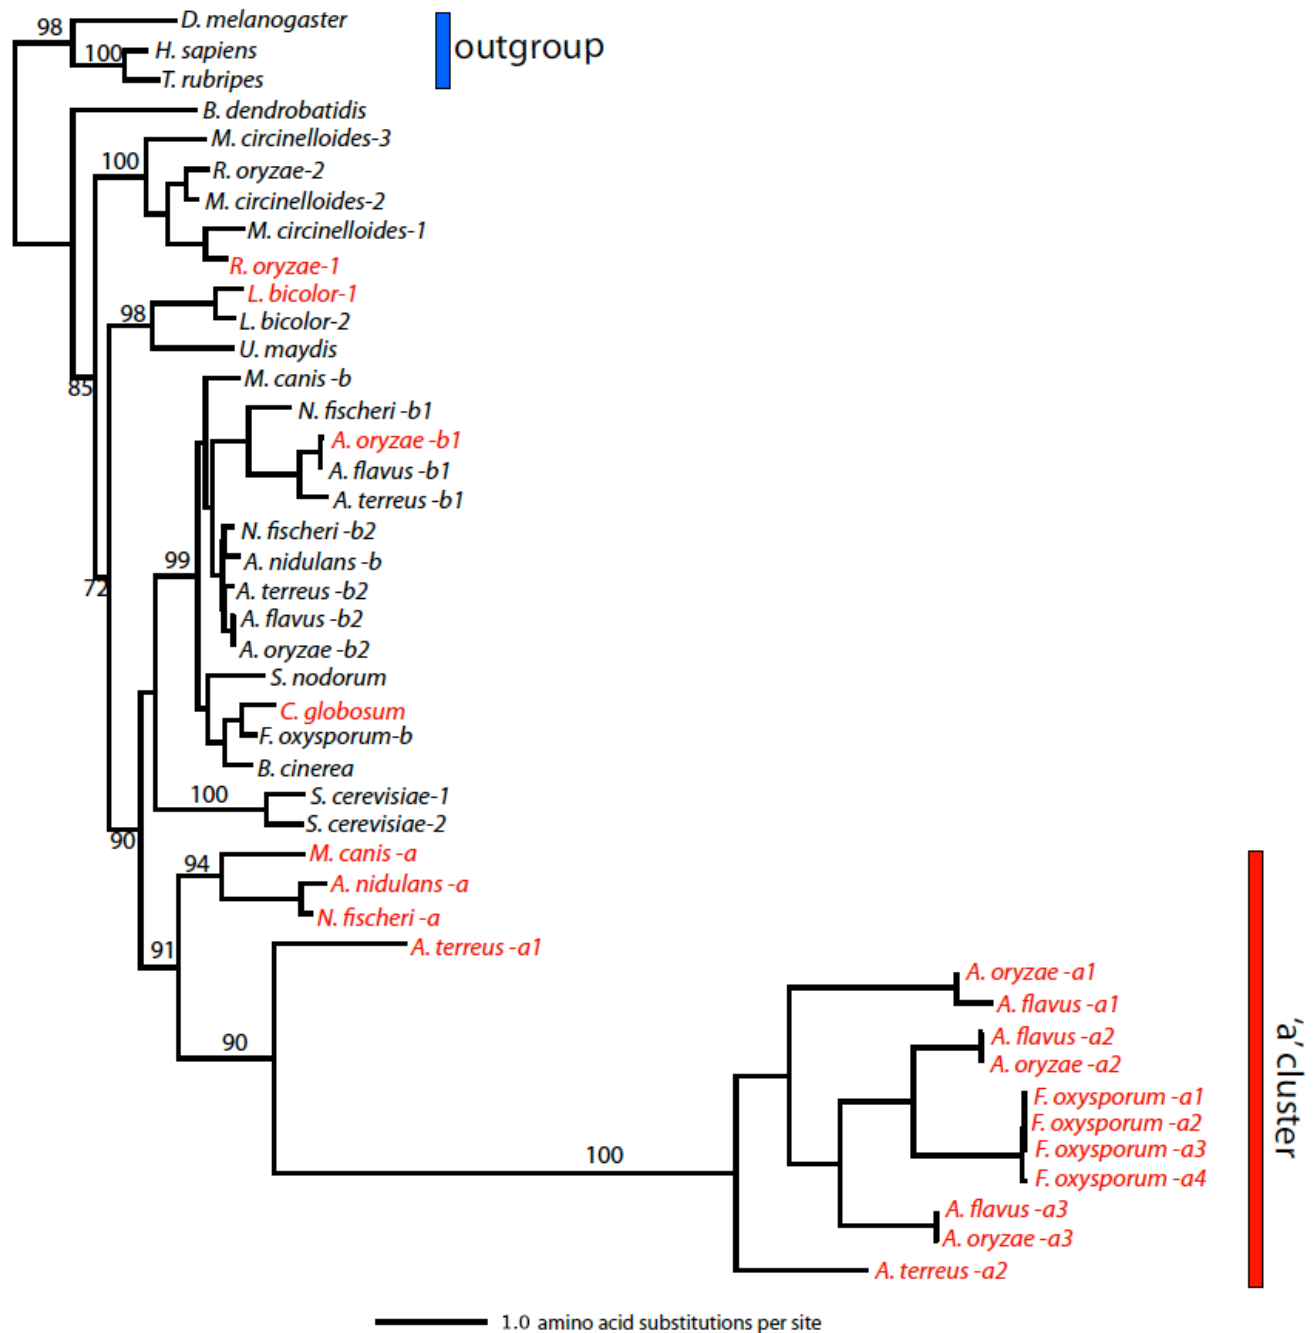 D. melanogaster
98
100
H. sapiens
outgroup
T. rubripes
B. dendrobatidis
M. circinelloides-3
100
R. oryzae-2
M. circinelloides-2
M. circinelloides-1
R. oryzae-1
L. bicolor-1
98
L. bicolor-2
U. maydis
M. canis -b
85
N. fischeri -b1
A. oryzae -b1
A. flavus -b1
A. terreus -b1
N. fischeri -b2
99
A. nidulans -b
72
A. terreus -b2
A. flavus -b2
A. oryzae -b2
S. nodorum
C. globosum
F. oxysporum-b
B. cinerea
100
S. cerevisiae-1
S. cerevisiae-2
90
M. canis -a
94
A. nidulans -a
N. fischeri -a
91
A. terreus -a1
A. oryzae -a1
A. flavus -a1
90
A. flavus -a2
A. oryzae -a2
F. oxysporum -a1
F. oxysporum -a2
100
F. oxysporum -a3
F. oxysporum -a4
A. flavus -a3
A. oryzae -a3
A. terreus -a2
'a' cluster
1.0 amino acid substitutions per site